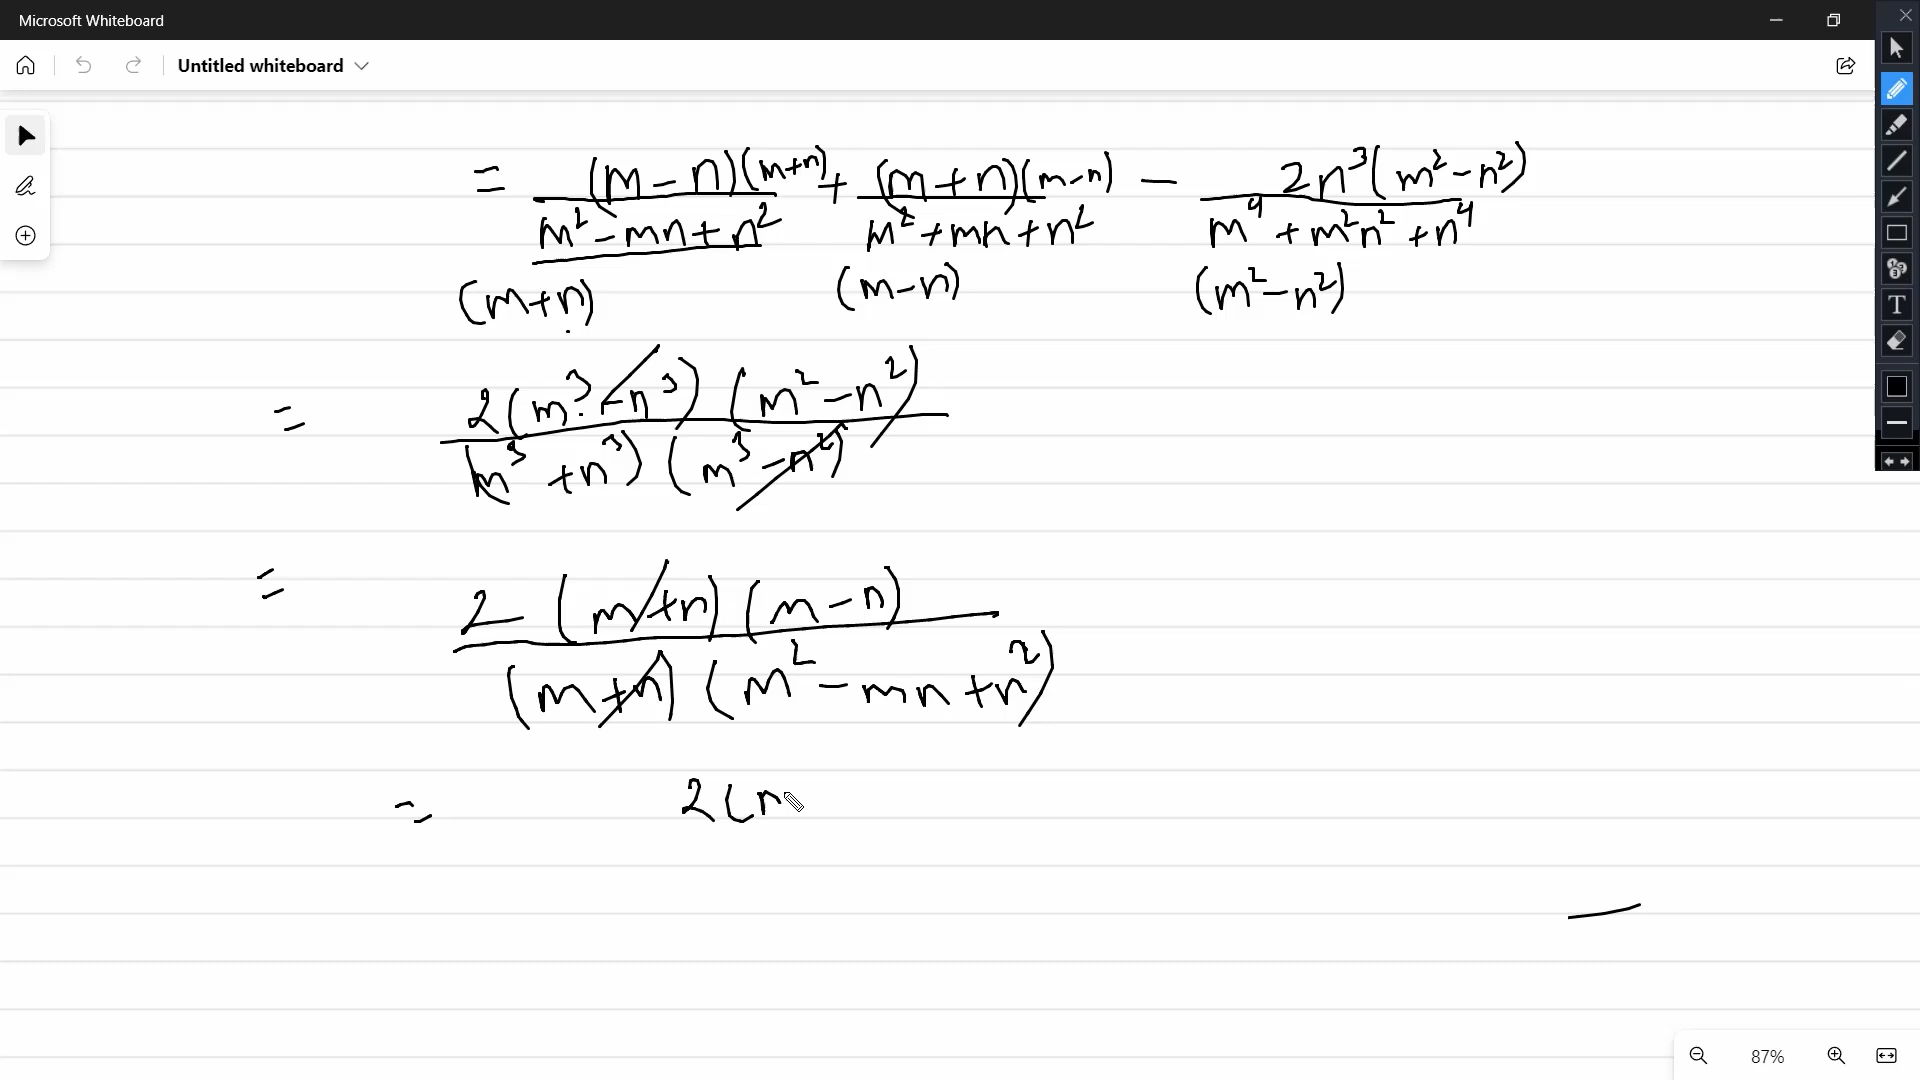 Microsoft Whiteboard
Untitled whiteboard
= (m-n)(m+n) + (m+n)(m-n) - 2n³(m²-n²)
m²-mn+n² m²+mn+n² m⁴+m²n²+n⁴
(m+n) (m-n) (m²-n²)
= 2(m³-n³)(m²-n²)
(m³+n³)(m³-n²)
= 2(m+n)(m-n)
(m+n)(m²-mn+n²)
= 2(m
87%